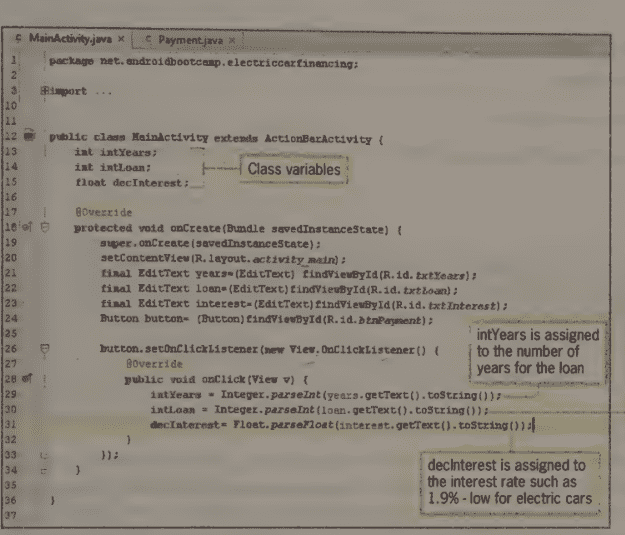 MainActivity.java × Payment.java ×
1 package net.androidbootcamp.electriccarfinancing;
2
3 import ...
10
11
12 public class MainActivity extends ActionBarActivity {
13 int intYears;
14 int intLoan;
Class variables
15 float decInterest;
16
17 @Override
18 protected void onCreate(Bundle savedInstanceState) {
19 super.onCreate(savedInstanceState);
20 setContentView(R.layout.activity_main);
21 final EditText years=(EditText) findViewById(R.id.txtYears);
22 final EditText loan=(EditText)findViewById(R.id.txtLoan);
23 final EditText interest=(EditText)findViewById(R.id.txtInterest);
24 Button button= (Button)findViewById(R.id.btnPayment);
25
26 button.setOnClickListener(new View.OnClickListener() {
27 @Override
28 public void onClick(View v) {
29 intYears = Integer.parseInt(years.getText().toString());
30 intLoan = Integer.parseInt(loan.getText().toString());
31 decInterest= Float.parseFloat(interest.getText().toString());
32 }
33 });
34 }
35
36 }
37
intYears is assigned
to the number of
years for the loan
decInterest is assigned to
the interest rate such as
1.9% - low for electric cars